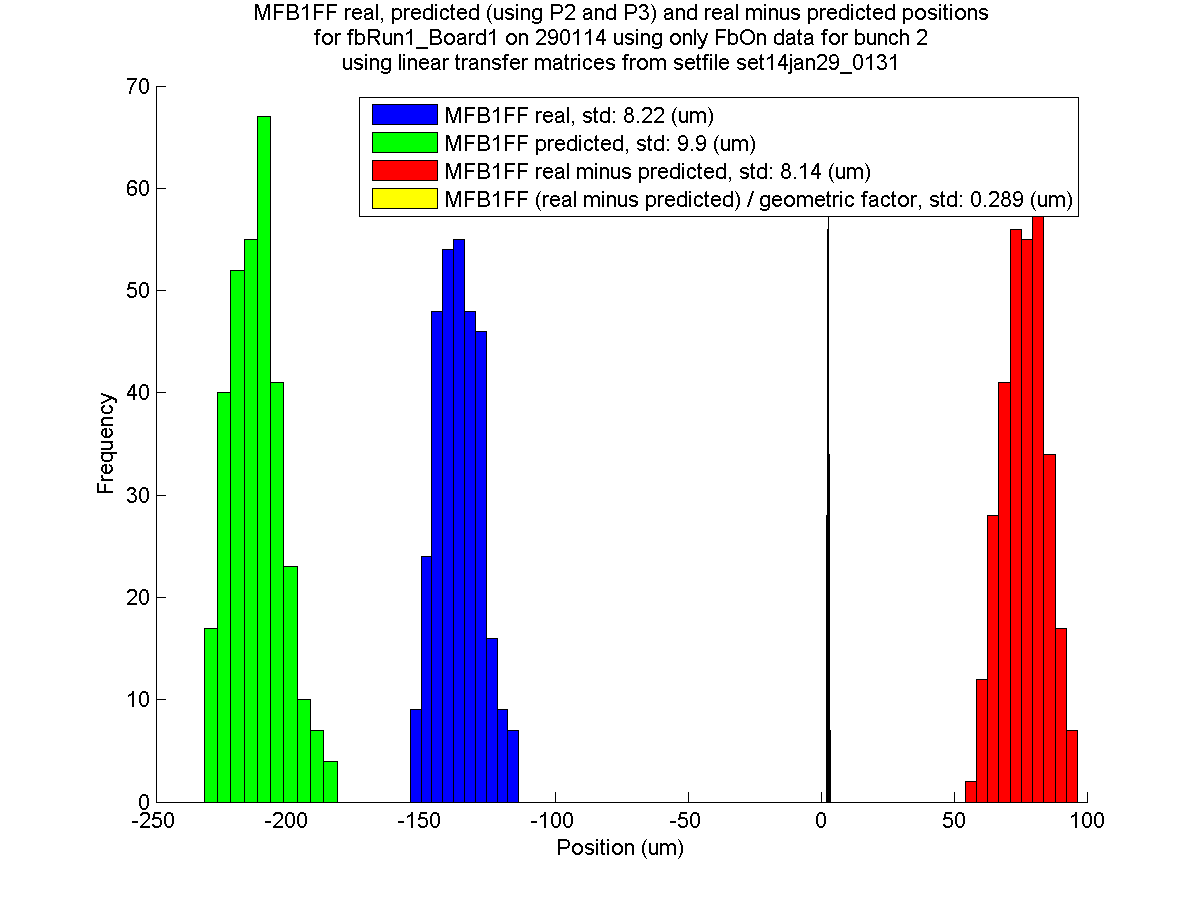 MFB1FF real, predicted (using P2 and P3) and real minus predicted positions
for fbRun1_Board1 on 290114 using only FbOn data for bunch 2
using linear transfer matrices from setfile set14jan29_0131
MFB1FF real, std: 8.22 (um)
MFB1FF predicted, std: 9.9 (um)
MFB1FF real minus predicted, std: 8.14 (um)
MFB1FF (real minus predicted) / geometric factor, std: 0.289 (um)
Frequency
70
60
50
40
30
20
10
0
-250 -200 -150 -100 -50 0 50 100
Position (um)